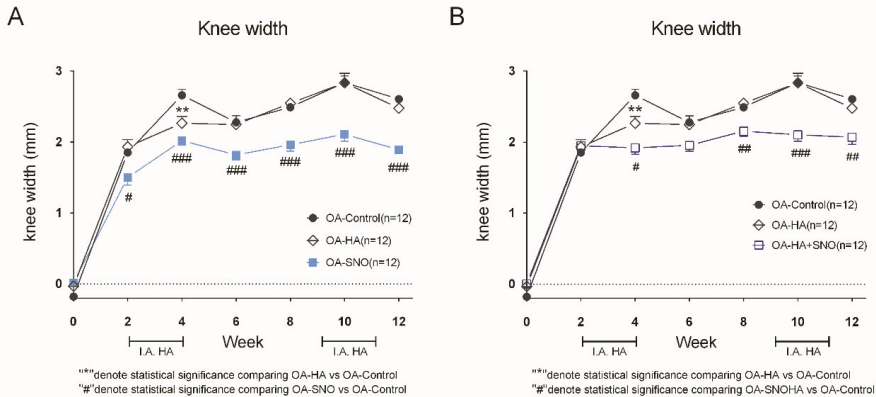 A
Knee width
knee width (mm)
3
2
1
0
**
#
###
###
###
###
###
OA-Control(n=12)
OA-HA(n=12)
OA-SNO(n=12)
0 2 4 6 8 10 12
I.A. HA Week I.A. HA
"*"denote statistical significance comparing OA-HA vs OA-Control
"#"denote statistical significance comparing OA-SNO vs OA-Control
B
Knee width
knee width (mm)
3
2
1
0
**
#
##
###
##
OA-Control(n=12)
OA-HA(n=12)
OA-HA+SNO(n=12)
0 2 4 6 8 10 12
I.A. HA Week I.A. HA
"*"denote statistical significance comparing OA-HA vs OA-Control
"#"denote statistical significance comparing OA-SNOHA vs OA-Control